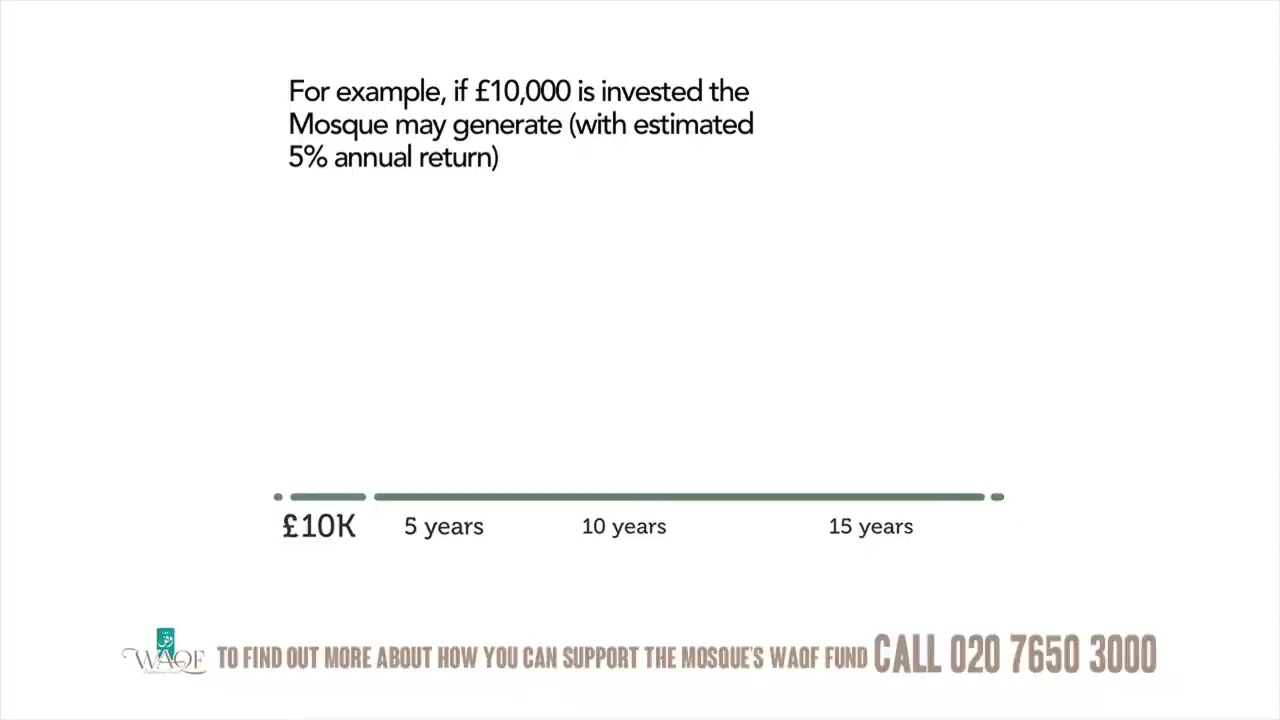 For example, if £10,000 is invested the
Mosque may generate (with estimated
5% annual return)
£10K 5 years 10 years 15 years
وقف
WAQF
TO FIND OUT MORE ABOUT HOW YOU CAN SUPPORT THE MOSQUE'S WAQF FUND CALL 020 7650 3000